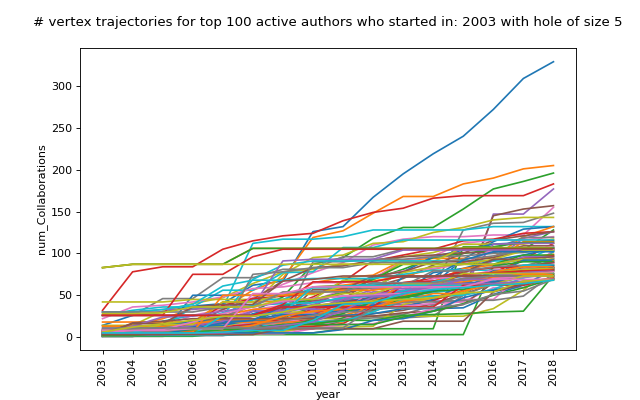 # vertex trajectories for top 100 active authors who started in: 2003 with hole of size 5
num_Collaborations
300
250
200
150
100
50
0
2003 2004 2005 2006 2007 2008 2009 2010 2011 2012 2013 2014 2015 2016 2017 2018
year